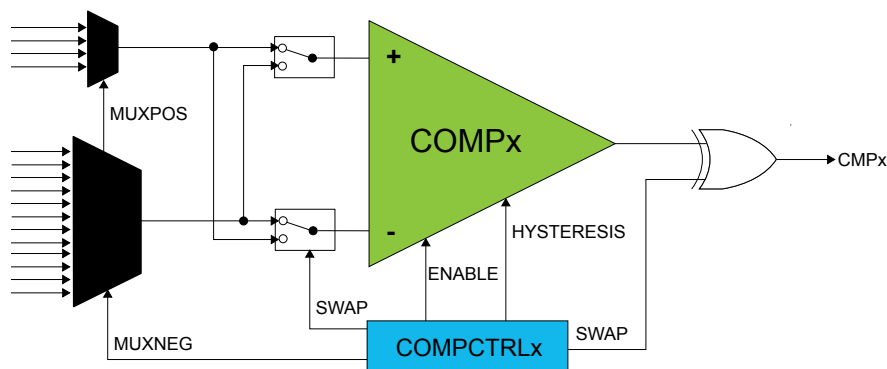 MUXPOS
+
COMPx
CMPx
-
HYSTERESIS
ENABLE
SWAP
SWAP
MUXNEG
COMPCTRLx